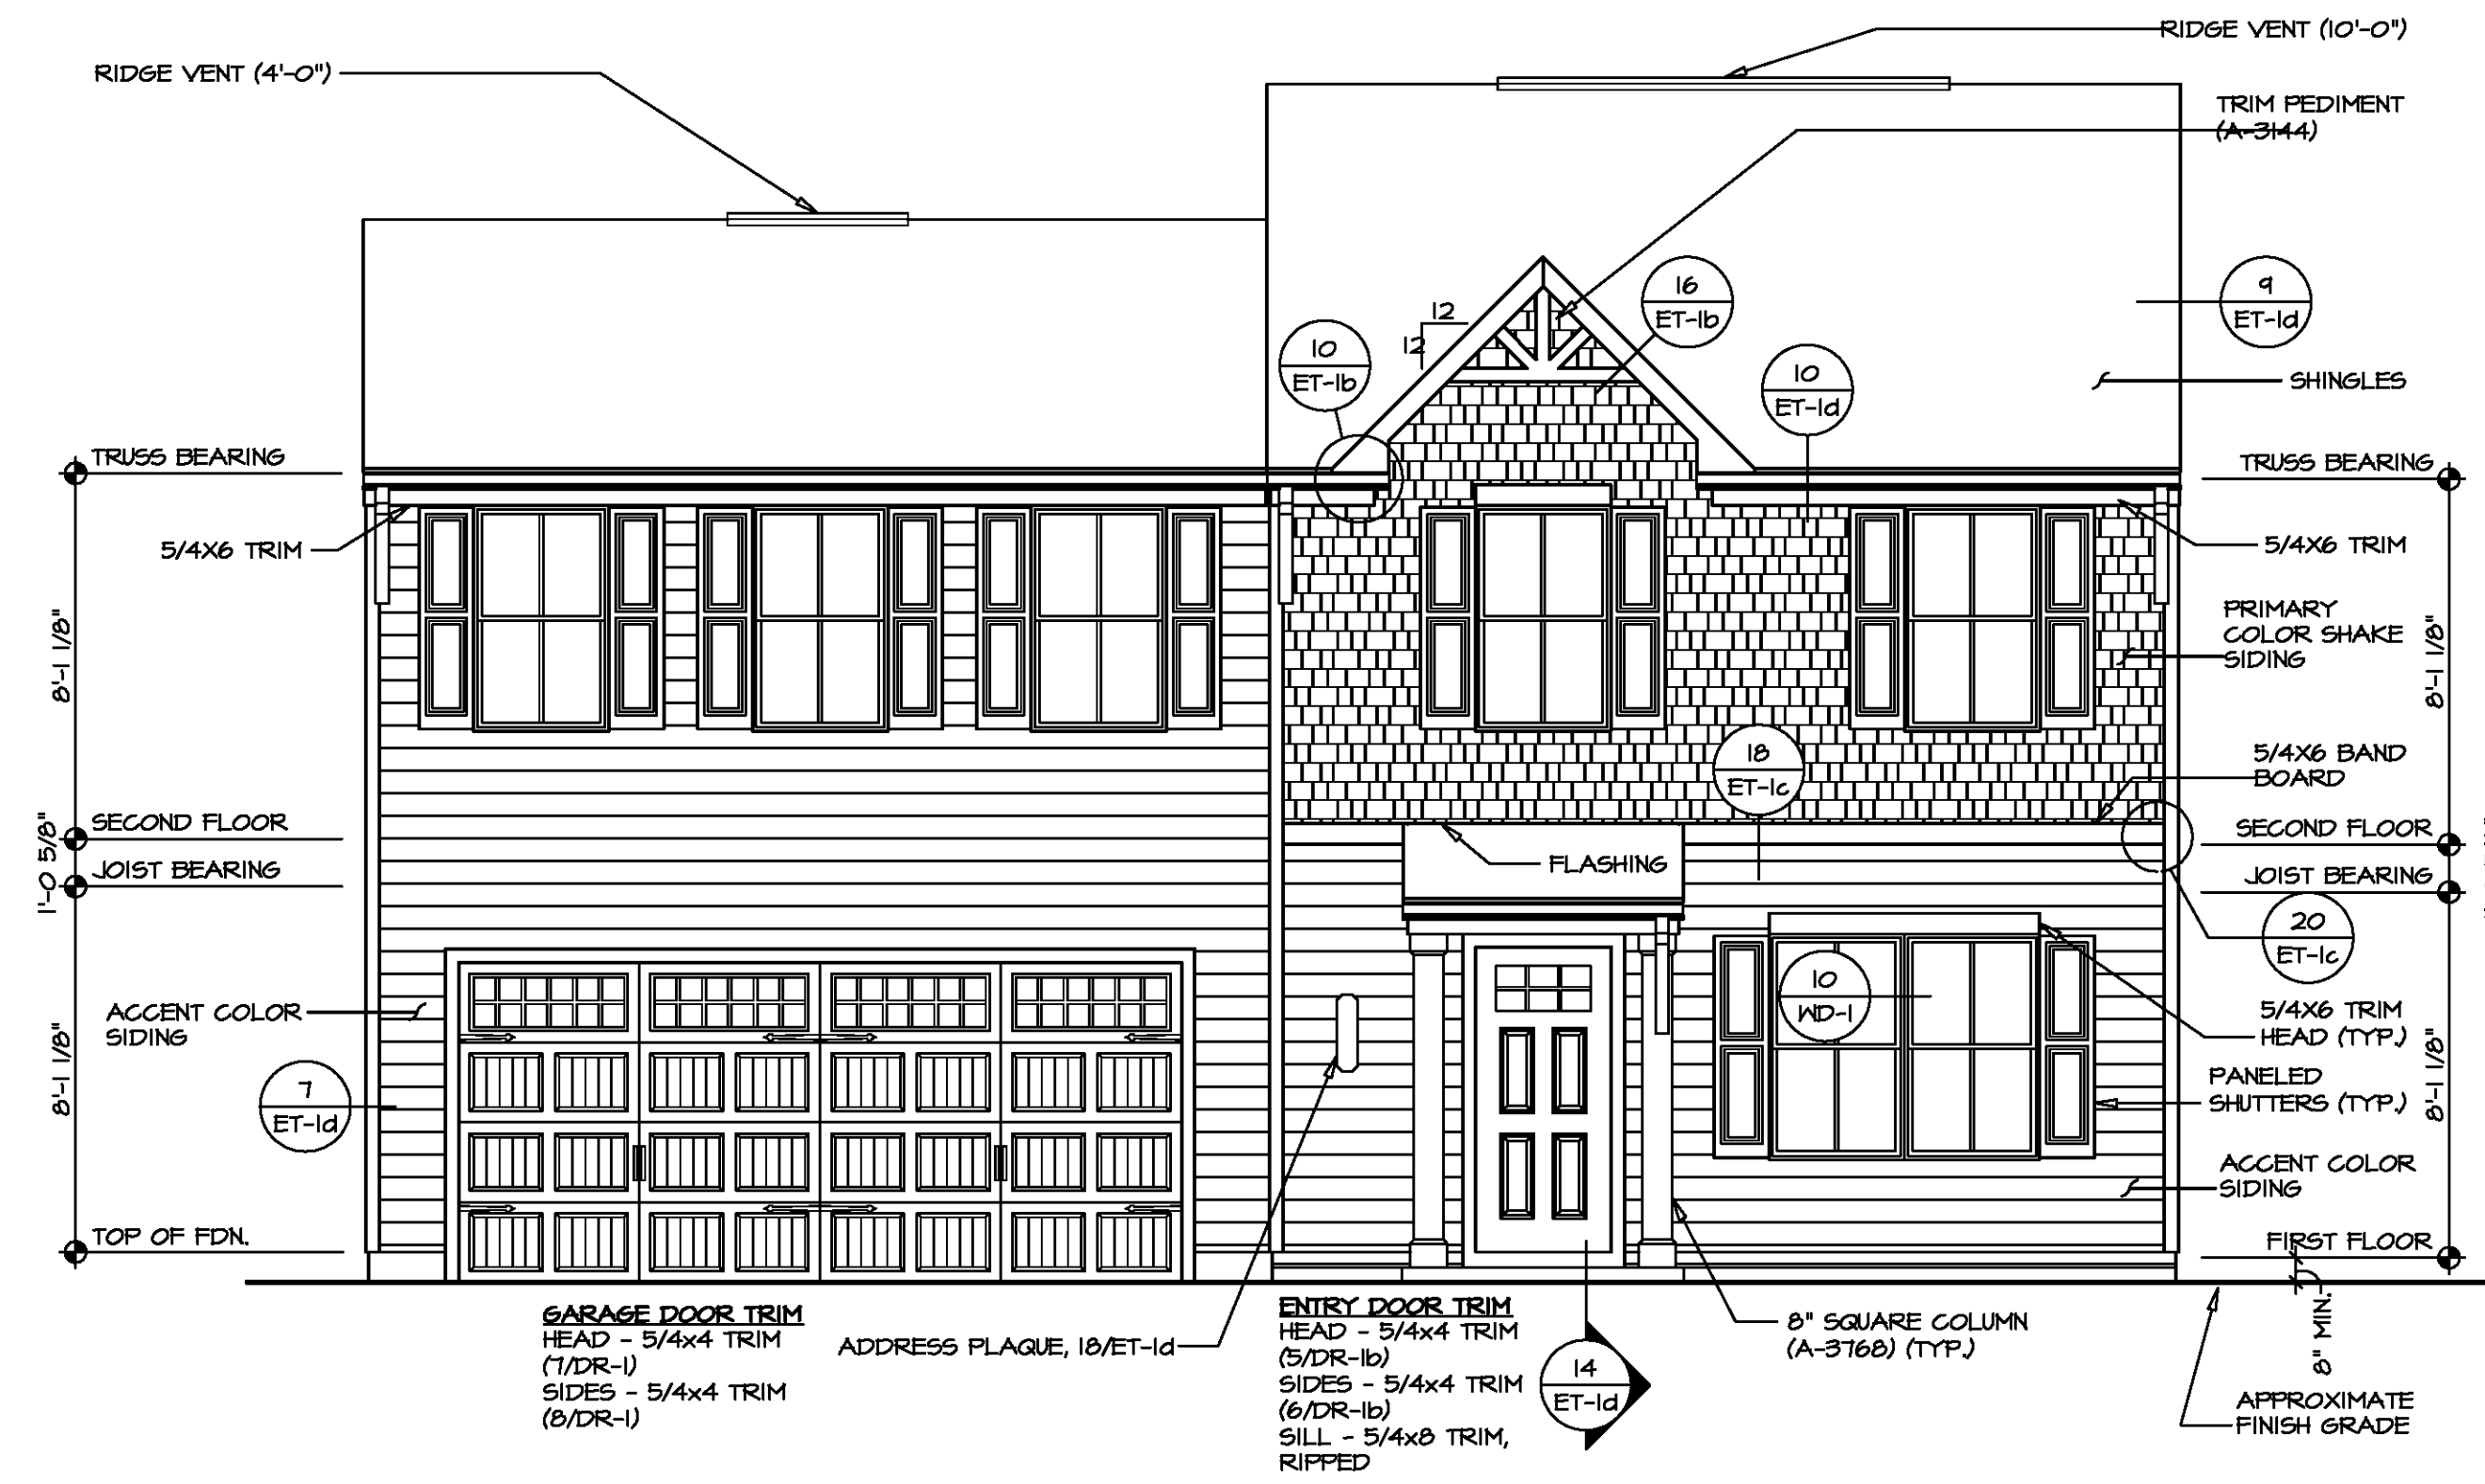 RIDGE VENT (10'-0")
RIDGE VENT (4'-0")
TRIM PEDIMENT
(A-3144)
16
ET-1b
9
ET-1d
12
12
10
ET-1b
10
ET-1d
SHINGLES
TRUSS BEARING
TRUSS BEARING
5/4X6 TRIM
5/4X6 TRIM
PRIMARY
COLOR SHAKE
SIDING
8'-1 1/8"
8'-1 1/8"
18
ET-1c
5/4X6 BAND
BOARD
SECOND FLOOR
SECOND FLOOR
1'-0 5/8"
FLASHING
JOIST BEARING
JOIST BEARING
20
ET-1c
10
WD-1
ACCENT COLOR
SIDING
5/4X6 TRIM
HEAD (TYP.)
8'-1 1/8"
8'-1 1/8"
7
ET-1d
PANELED
SHUTTERS (TYP.)
ACCENT COLOR
SIDING
TOP OF FDN.
FIRST FLOOR
8" MIN.
GARAGE DOOR TRIM
HEAD - 5/4x4 TRIM
(7/DR-1)
SIDES - 5/4x4 TRIM
(8/DR-1)
ADDRESS PLAQUE, 18/ET-1d
ENTRY DOOR TRIM
HEAD - 5/4x4 TRIM
(5/DR-1b)
SIDES - 5/4x4 TRIM
(6/DR-1b)
SILL - 5/4x8 TRIM,
RIPPED
14
ET-1d
8" SQUARE COLUMN
(A-3768) (TYP.)
APPROXIMATE
FINISH GRADE